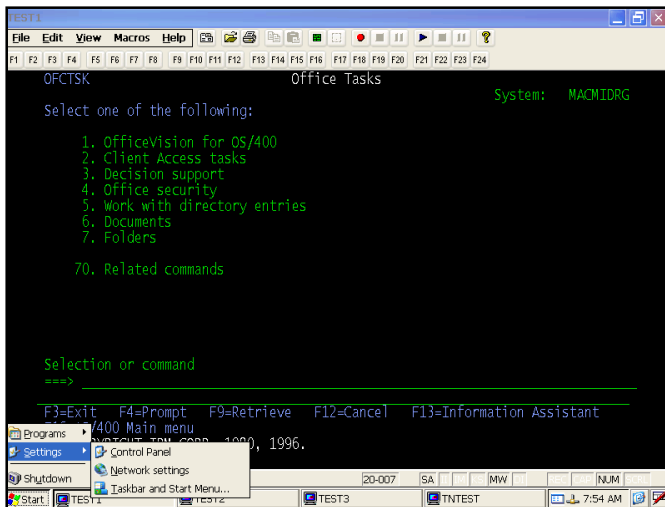 TEST1
File Edit View Macros Help
F1 F2 F3 F4 F5 F6 F7 F8 F9 F10 F11 F12 F13 F14 F15 F16 F17 F18 F19 F20 F21 F22 F23 F24
OFCTSK Office Tasks
System: MACMIDRG
Select one of the following:
1. OfficeVision for OS/400
2. Client Access tasks
3. Decision support
4. Office security
5. Work with directory entries
6. Documents
7. Folders
70. Related commands
Selection or command
===>
F3=Exit F4=Prompt F9=Retrieve F12=Cancel F13=Information Assistant
/400 Main menu
1980, 1996.
Programs
Settings
Control Panel
Network settings
Shutdown
Taskbar and Start Menu...
20-007 SA MW NUM
Start TEST1 TEST2 TEST3 TNTEST 7:54 AM